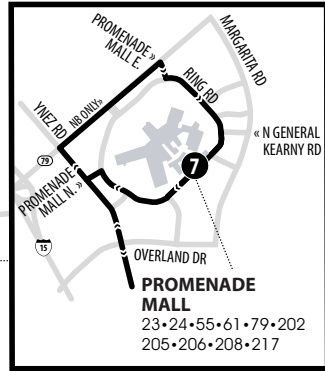 PROMENADE »
MALL E.
MARGARITA RD
RING RD
YNEZ RD
NB ONLY»
« N GENERAL
KEARNY RD
79
PROMENADE »
MALL N.
7
15
OVERLAND DR
PROMENADE
MALL
23•24•55•61•79•202
205•206•208•217